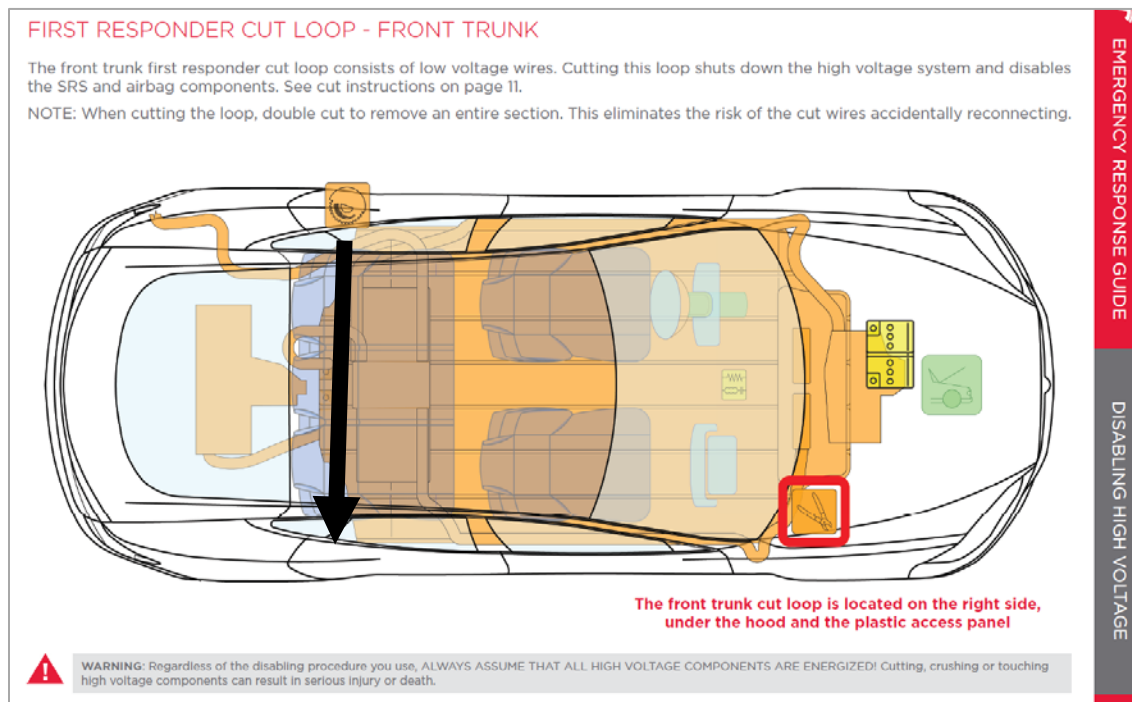 FIRST RESPONDER CUT LOOP - FRONT TRUNK
The front trunk first responder cut loop consists of low voltage wires. Cutting this loop shuts down the high voltage system and disables
the SRS and airbag components. See cut instructions on page 11.
NOTE: When cutting the loop, double cut to remove an entire section. This eliminates the risk of the cut wires accidentally reconnecting.
The front trunk cut loop is located on the right side,
under the hood and the plastic access panel
WARNING: Regardless of the disabling procedure you use, ALWAYS ASSUME THAT ALL HIGH VOLTAGE COMPONENTS ARE ENERGIZED! Cutting, crushing or touching
high voltage components can result in serious injury or death.
EMERGENCY RESPONSE GUIDE
DISABLING HIGH VOLTAGE